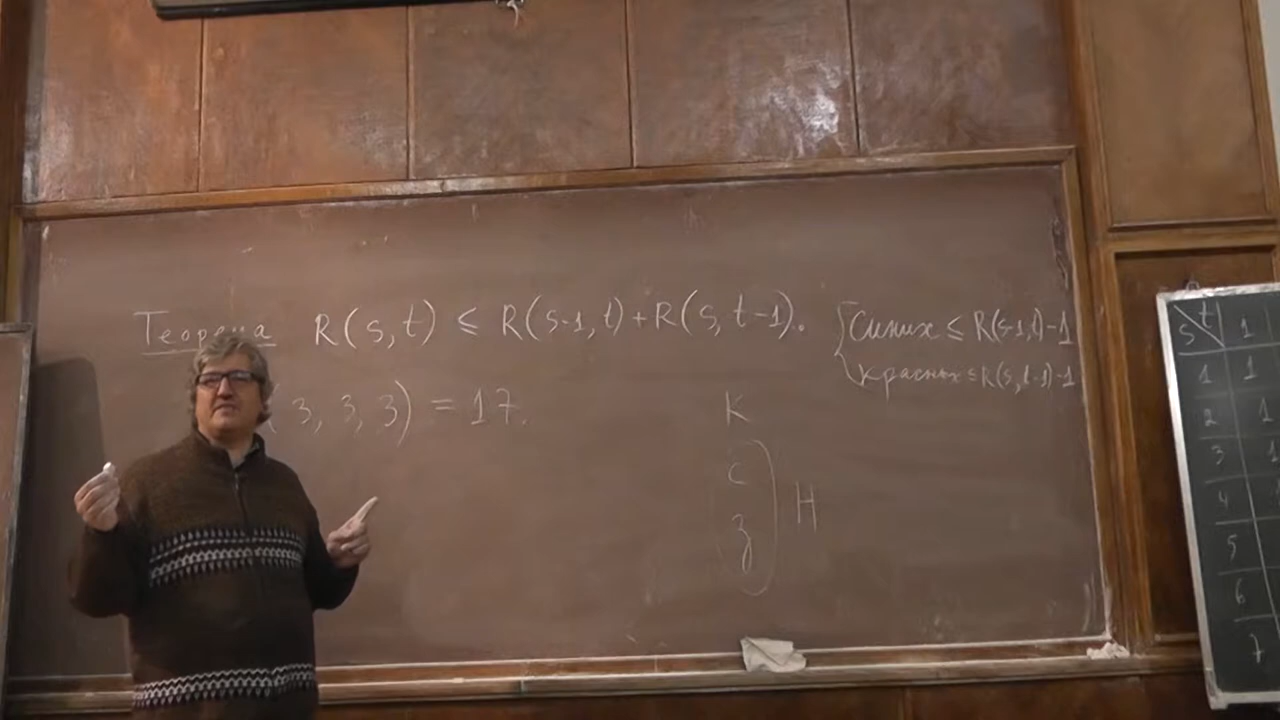 Теорема R(s,t) ≤ R(s-1,t)+R(s,t-1).
{Синих ≤ R(s-1,t)-1
красных ≤ R(s,t-1)-1
(3, 3, 3) = 17.
К
с
з
Н
s t 1
1 1
2 1
3 1
4
5
6
7